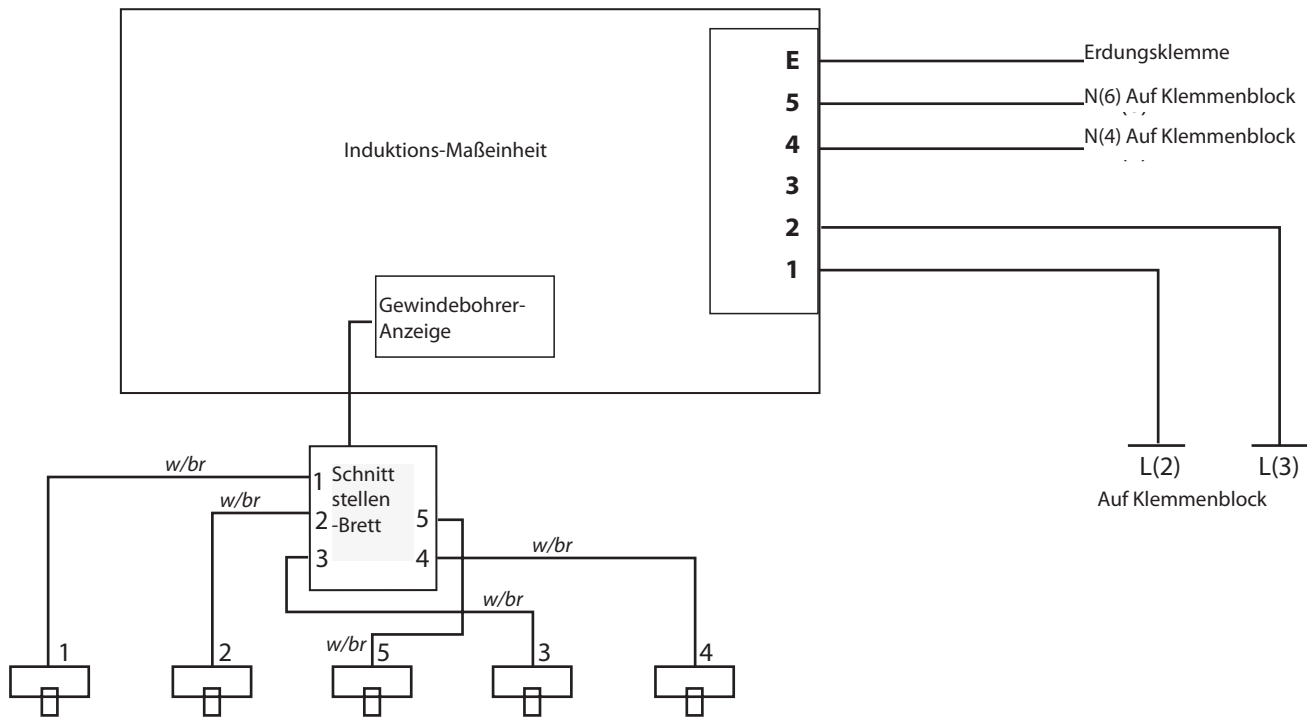 E
Erdungsklemme
5
N(6) Auf Klemmenblock
4
N(4) Auf Klemmenblock
Induktions-Maßeinheit
3
2
1
Gewindebohrer-
Anzeige
L(2)
L(3)
Auf Klemmenblock
w/br
1
Schnitt
stellen
-Brett
w/br
2
5
3
4
w/br
w/br
w/br
1
2
5
3
4